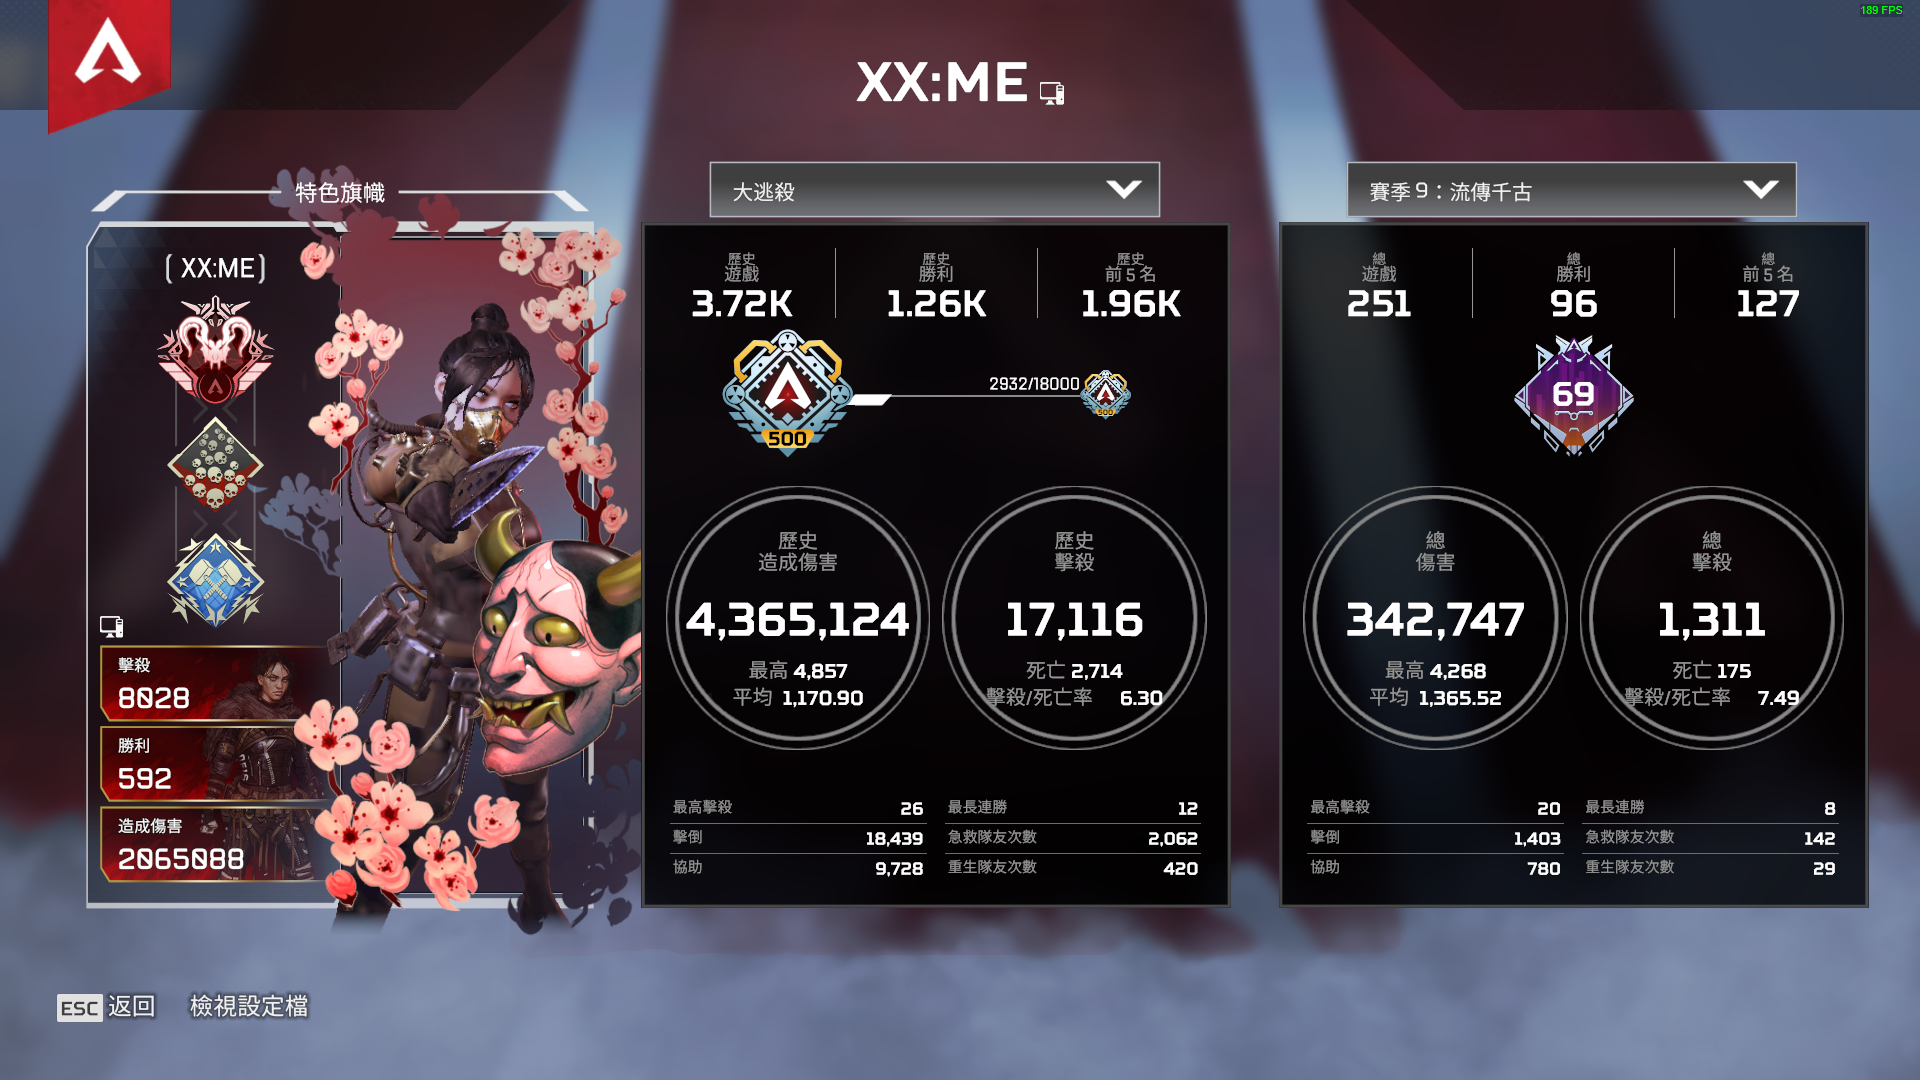 189 FPS
XX:ME
特色旗幟
大逃殺
賽季 9：流傳千古
[ XX:ME ]
擊殺
8028
勝利
592
造成傷害
2065088
歷史
遊戲
3.72K
歷史
勝利
1.26K
歷史
前 5 名
1.96K
500
2932/18000
500
歷史
造成傷害
4,365,124
最高 4,857
平均 1,170.90
歷史
擊殺
17,116
死亡 2,714
擊殺/死亡率 6.30
最高擊殺 26
擊倒 18,439
協助 9,728
最長連勝 12
急救隊友次數 2,062
重生隊友次數 420
總
遊戲
251
總
勝利
96
總
前 5 名
127
69
總
傷害
342,747
最高 4,268
平均 1,365.52
總
擊殺
1,311
死亡 175
擊殺/死亡率 7.49
最高擊殺 20
擊倒 1,403
協助 780
最長連勝 8
急救隊友次數 142
重生隊友次數 29
ESC 返回 檢視設定檔